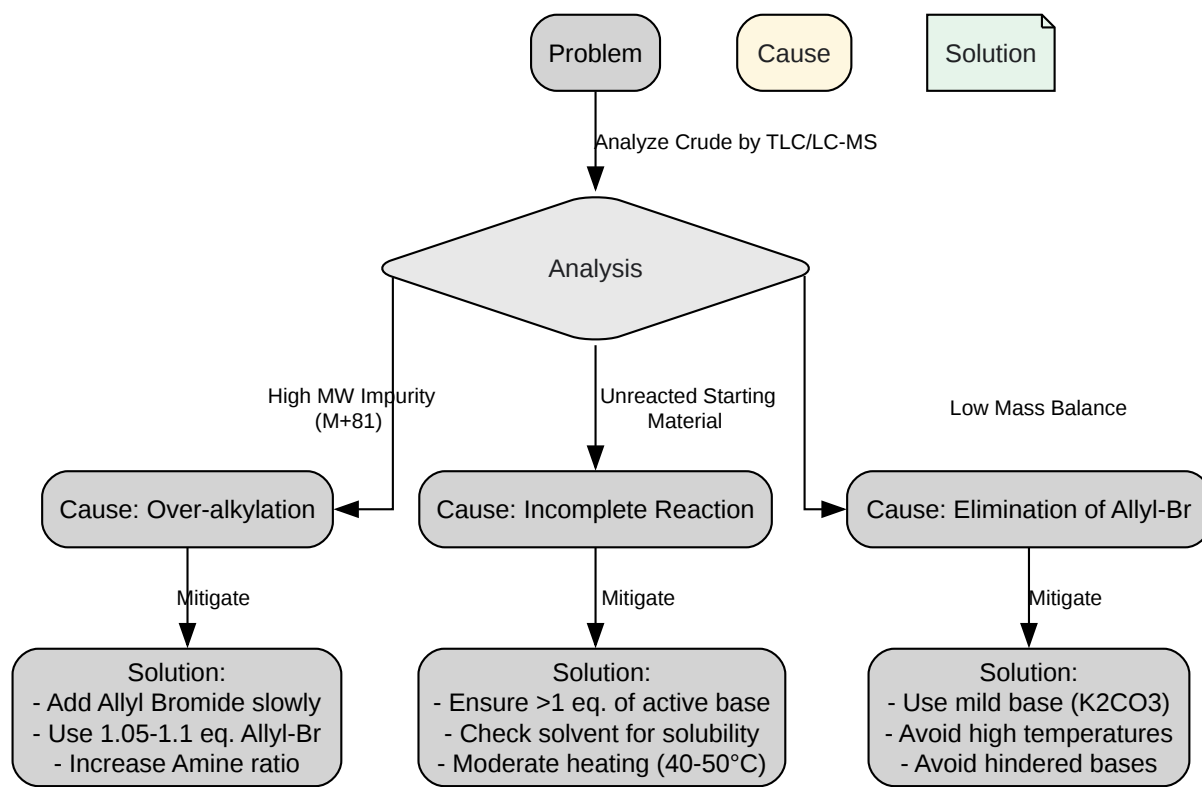 Problem
Cause
Solution
Analyze Crude by TLC/LC-MS
Analysis
High MW Impurity
(M+81)
Unreacted Starting
Material
Low Mass Balance
Cause: Over-alkylation
Cause: Incomplete Reaction
Cause: Elimination of Allyl-Br
Mitigate
Mitigate
Mitigate
Solution:
- Add Allyl Bromide slowly
- Use 1.05-1.1 eq. Allyl-Br
- Increase Amine ratio
Solution:
- Ensure >1 eq. of active base
- Check solvent for solubility
- Moderate heating (40-50°C)
Solution:
- Use mild base (K2CO3)
- Avoid high temperatures
- Avoid hindered bases